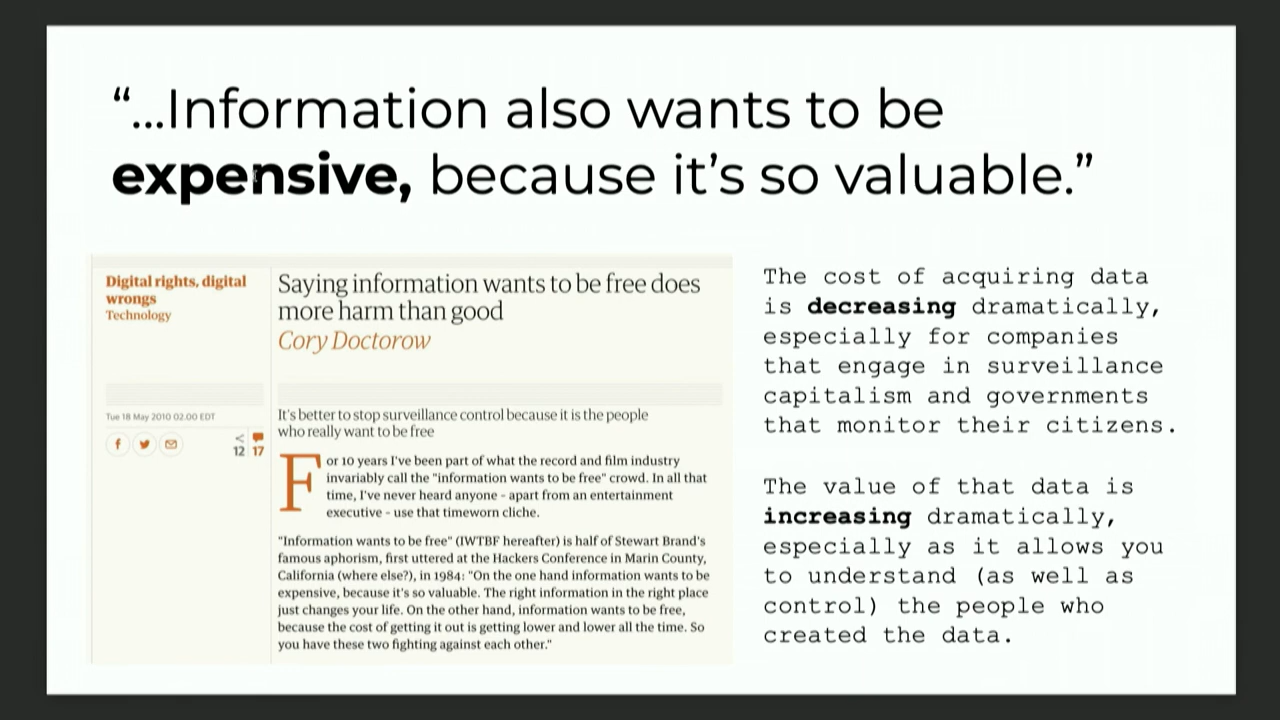 “...Information also wants to be
expensive, because it’s so valuable.”
Digital rights, digital
wrongs
Technology
Tue 18 May 2010 02.00 EDT
12
17
Saying information wants to be free does
more harm than good
Cory Doctorow
It's better to stop surveillance control because it is the people
who really want to be free
For 10 years I've been part of what the record and film industry
invariably call the "information wants to be free" crowd. In all that
time, I've never heard anyone – apart from an entertainment
executive – use that timeworn cliche.
"Information wants to be free" (IWTBF hereafter) is half of Stewart Brand's
famous aphorism, first uttered at the Hackers Conference in Marin County,
California (where else?), in 1984: "On the one hand information wants to be
expensive, because it's so valuable. The right information in the right place
just changes your life. On the other hand, information wants to be free,
because the cost of getting it out is getting lower and lower all the time. So
you have these two fighting against each other."
The cost of acquiring data
is decreasing dramatically,
especially for companies
that engage in surveillance
capitalism and governments
that monitor their citizens.
The value of that data is
increasing dramatically,
especially as it allows you
to understand (as well as
control) the people who
created the data.